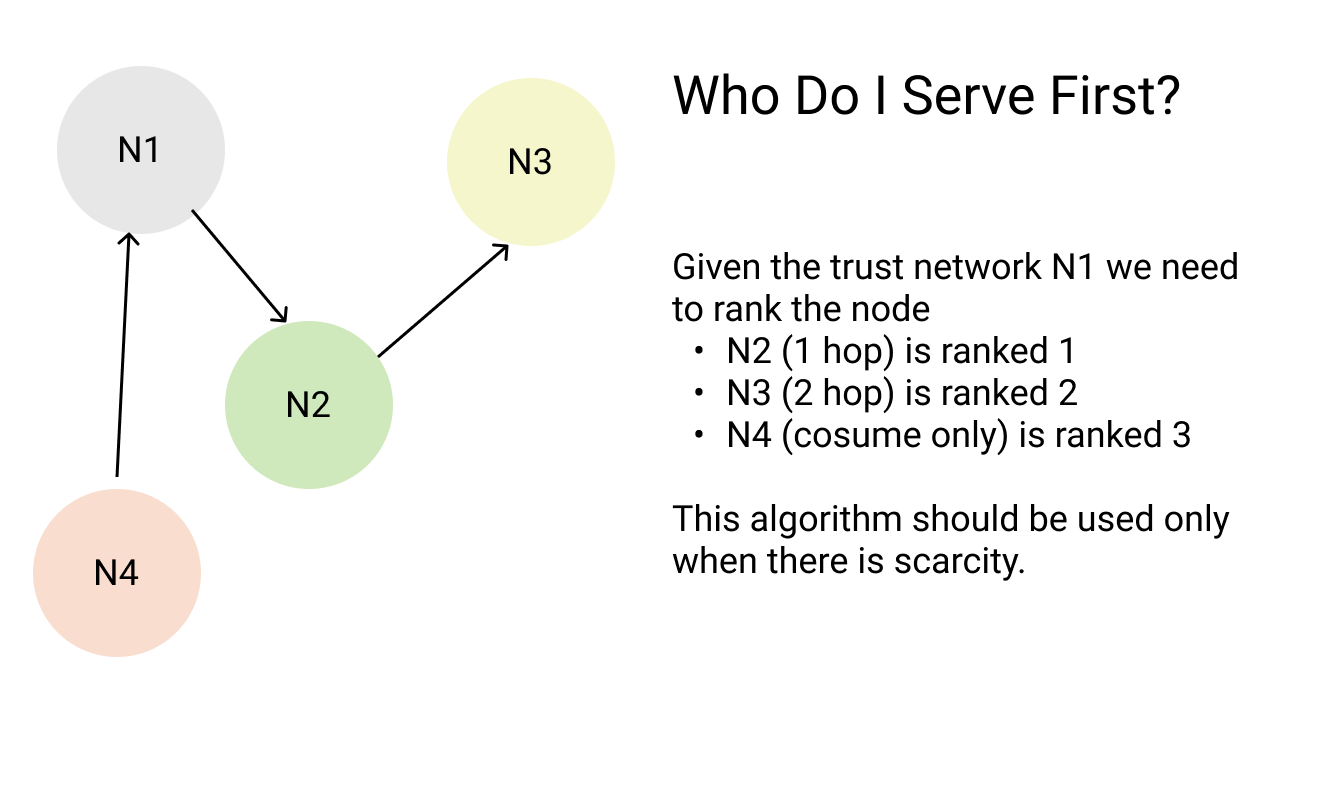 Who Do I Serve First?
N1
N3
Given the trust network N1 we need
to rank the node
• N2 (1 hop) is ranked 1
• N3 (2 hop) is ranked 2
• N4 (cosume only) is ranked 3
N2
This algorithm should be used only
when there is scarcity.
N4